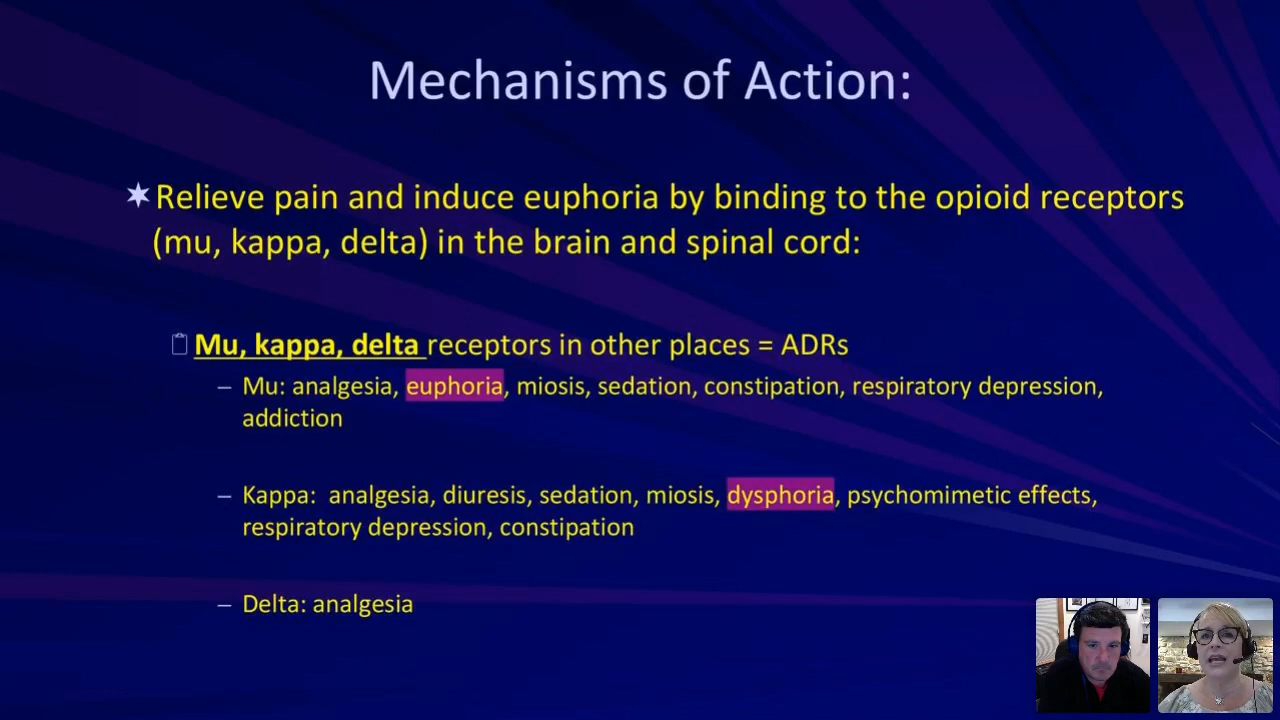 Mechanisms of Action:
Relieve pain and induce euphoria by binding to the opioid receptors
(mu, kappa, delta) in the brain and spinal cord:
Mu, kappa, delta receptors in other places = ADRs
– Mu: analgesia, euphoria, miosis, sedation, constipation, respiratory depression,
addiction
– Kappa: analgesia, diuresis, sedation, miosis, dysphoria, psychomimetic effects,
respiratory depression, constipation
– Delta: analgesia